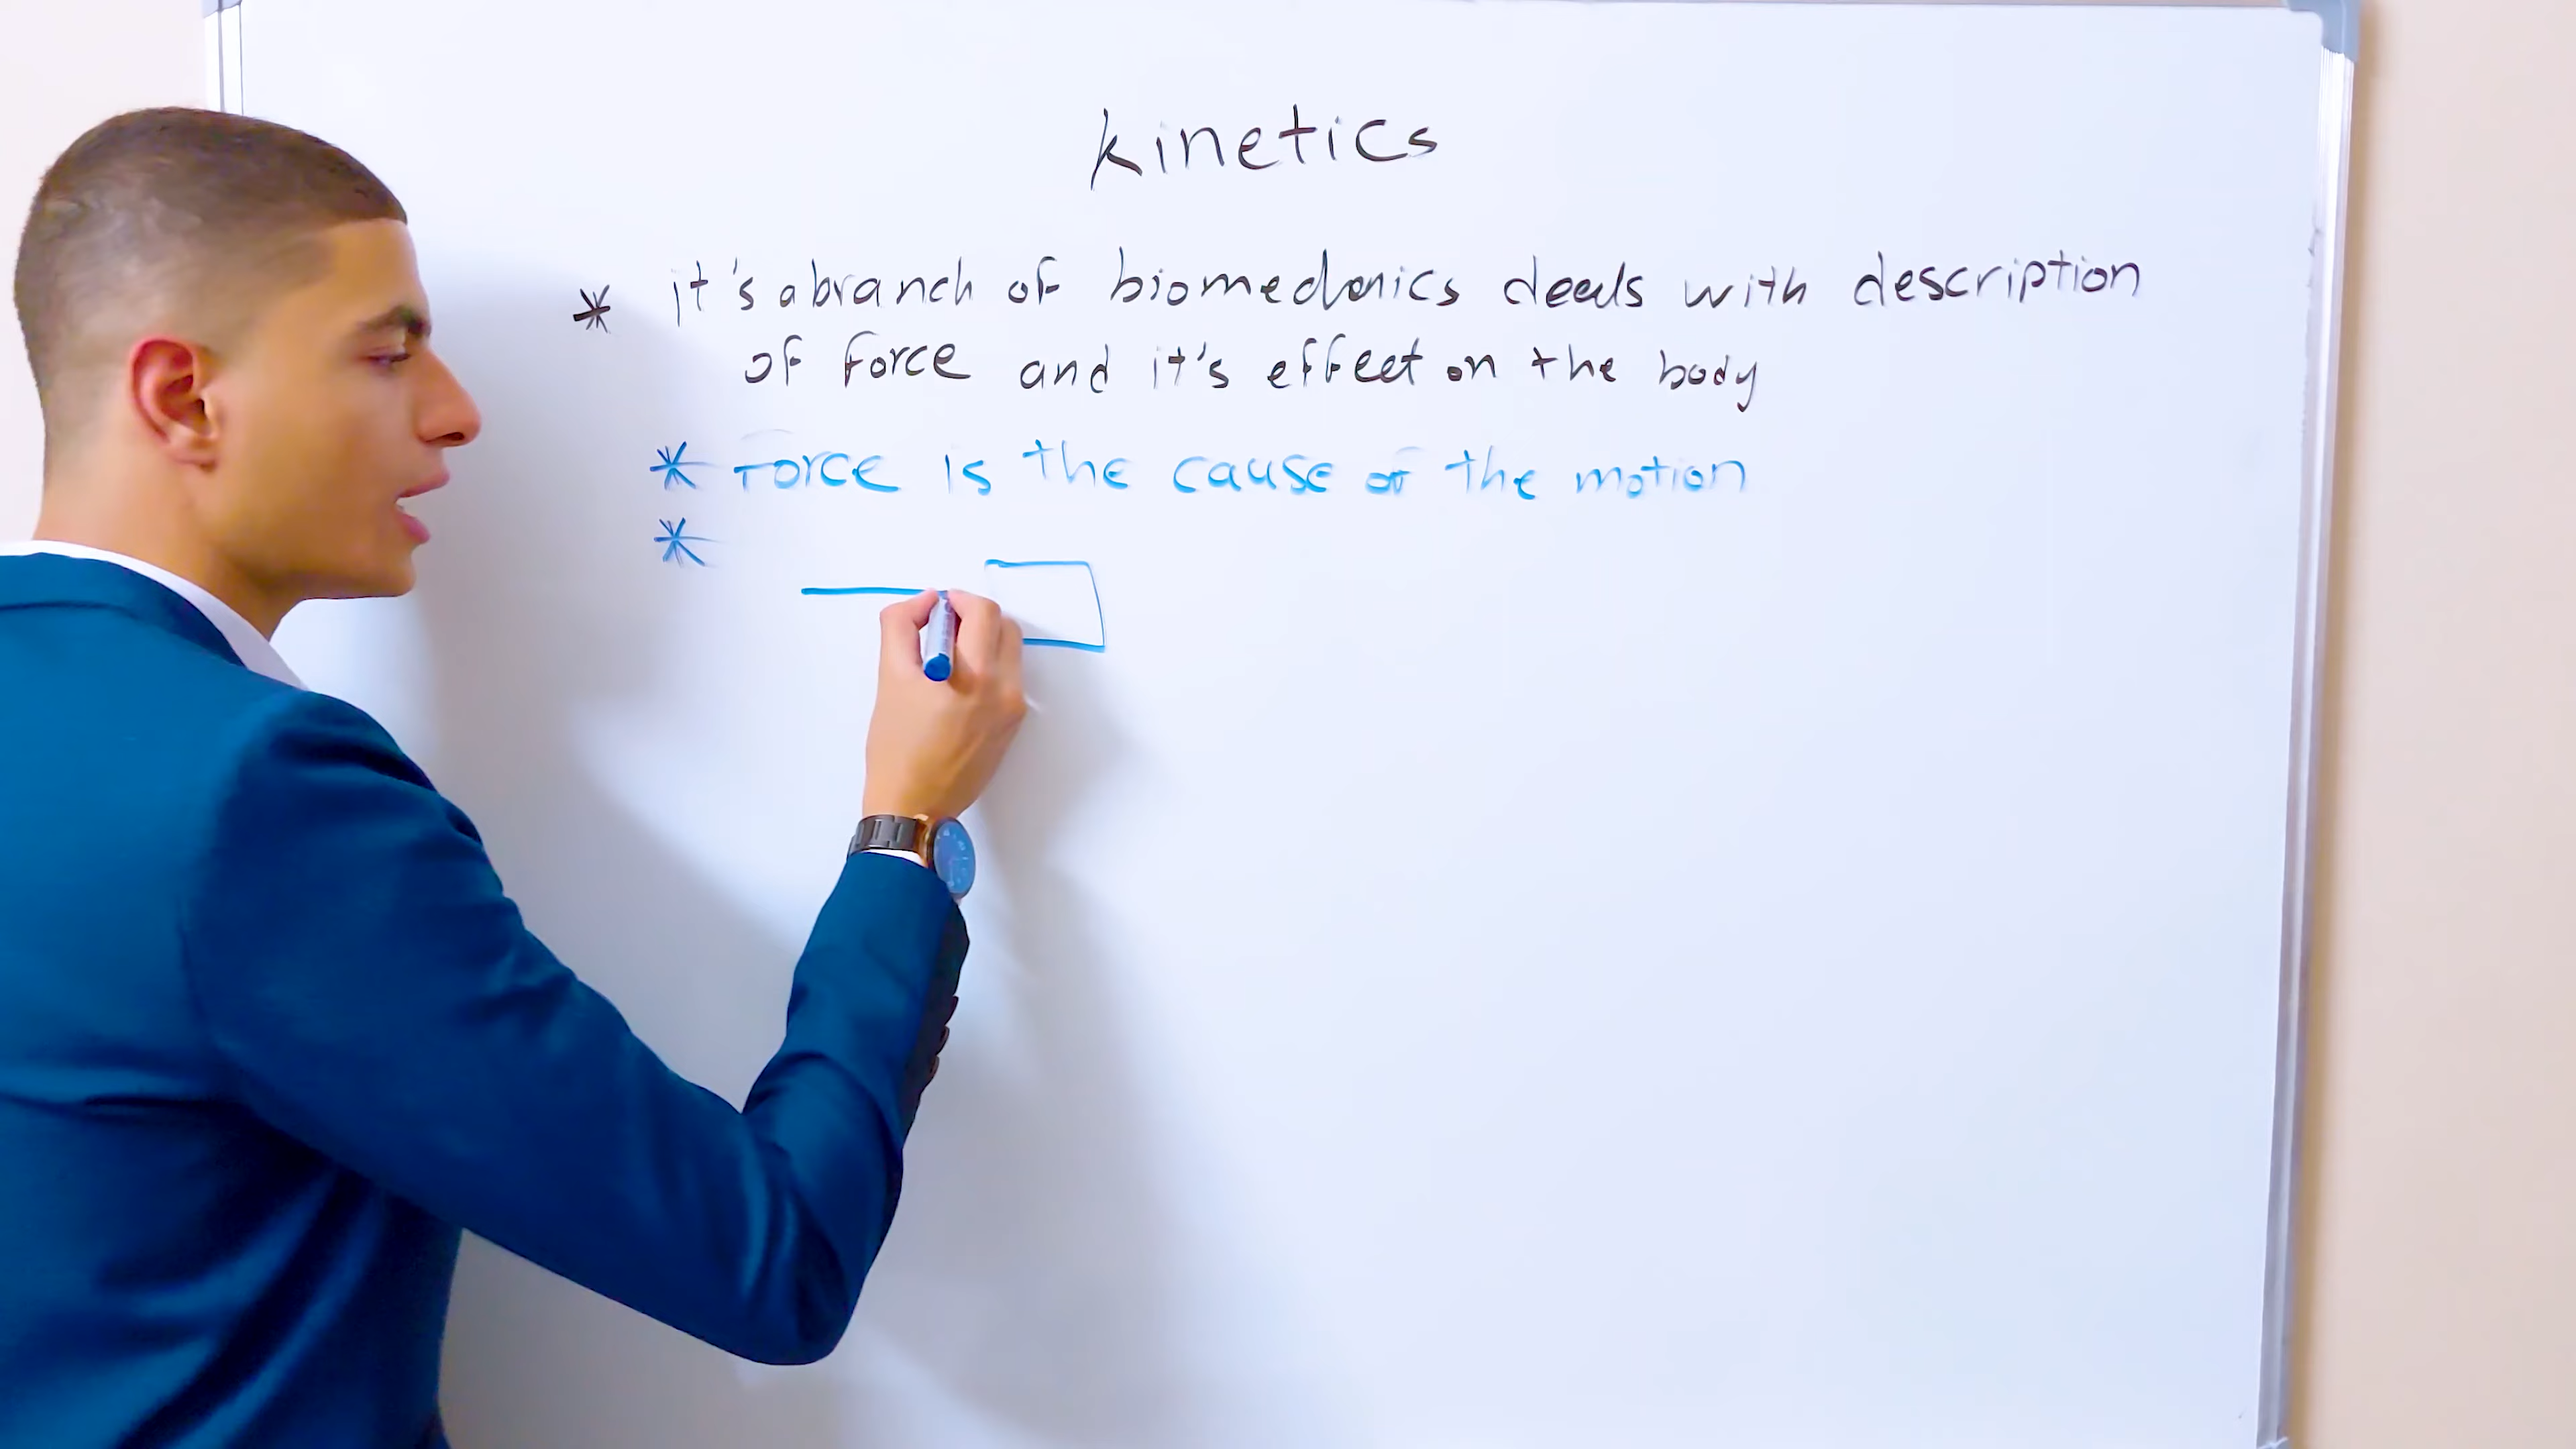 kinetics
* it's a branch of biomechanics deals with description
of force and it's effect on the body
* Force is the cause of the motion
*